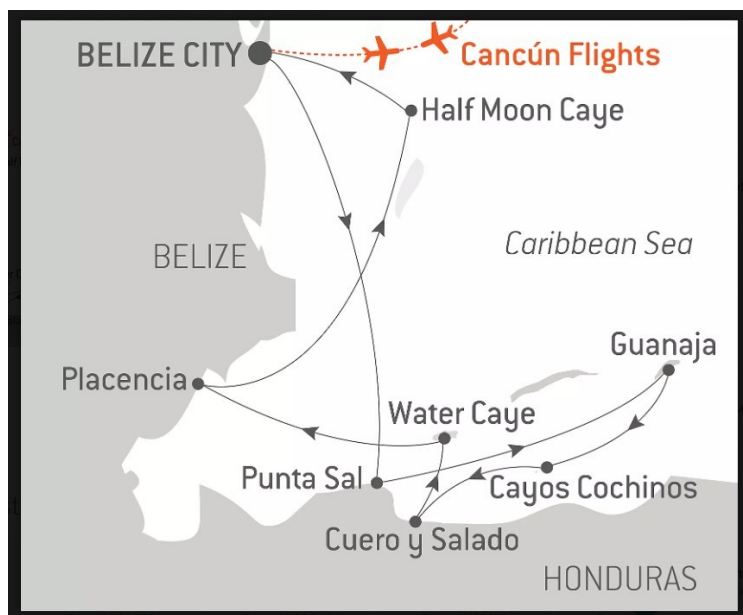 BELIZE CITY
Cancún Flights
Half Moon Caye
BELIZE
Caribbean Sea
Guanaja
Placencia
Water Caye
Punta Sal
Cayos Cochinos
Cuero y Salado
HONDURAS